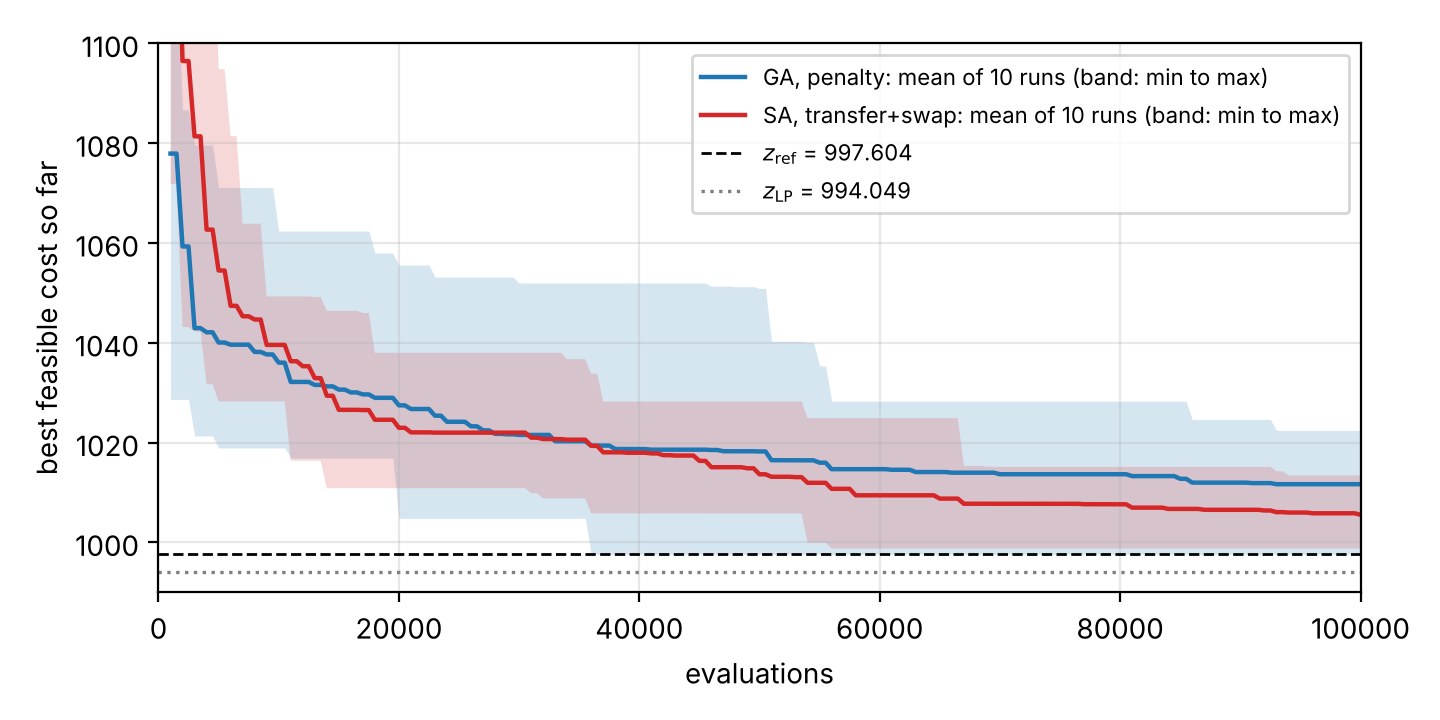 1100
1080
1060
1040
1020
1000
best feasible cost so far
GA, penalty: mean of 10 runs (band: min to max)
SA, transfer+swap: mean of 10 runs (band: min to max)
z_ref = 997.604
z_LP = 994.049
0 20000 40000 60000 80000 100000
evaluations